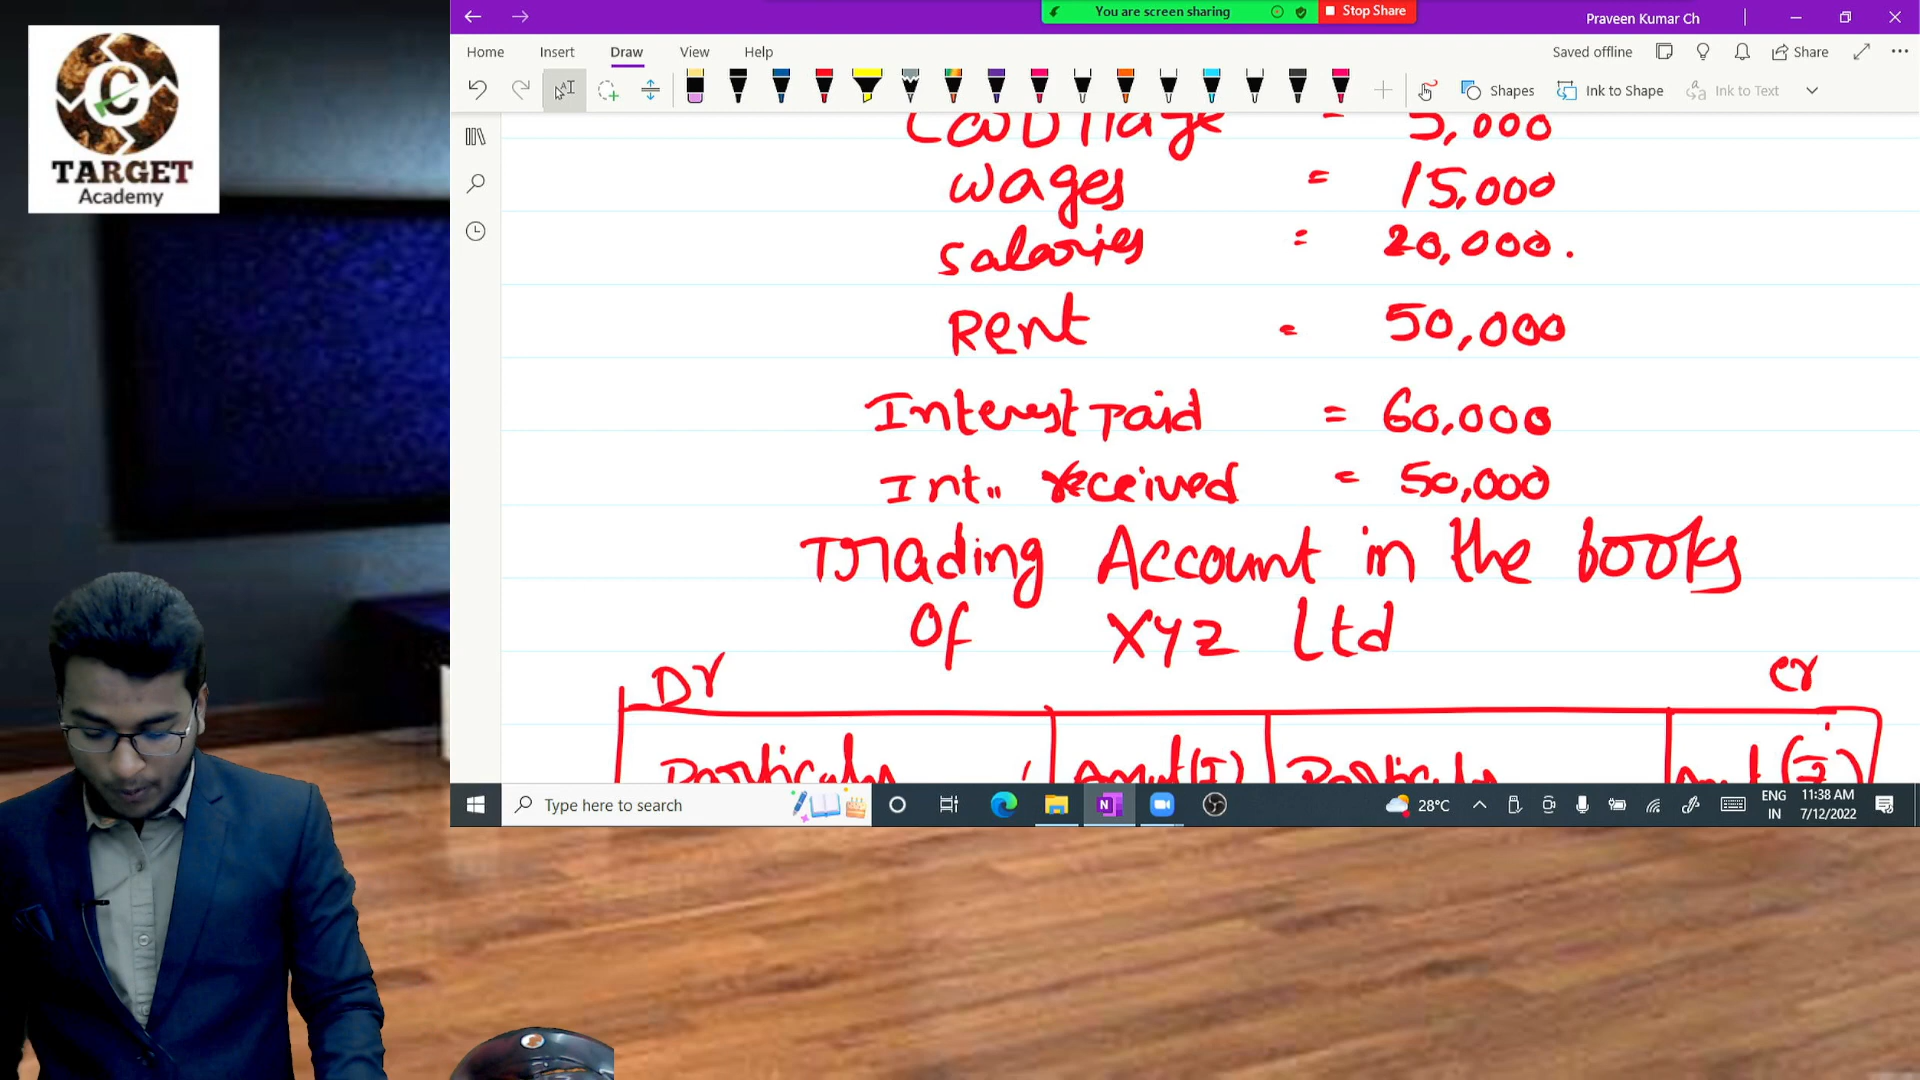 TARGET
Academy
You are screen sharing
Stop Share
Praveen Kumar Ch
Home Insert Draw View Help
Saved offline
Share
Shapes
Ink to Shape
Ink to Text
Carriage = 5,000
Wages = 15,000
Salaries = 20,000.
Rent = 50,000
Interest paid = 60,000
Int,, received = 50,000
Trading Account in the books
Of XYZ Ltd
Dr Cr
Type here to search
28°C
ENG
IN
11:38 AM
7/12/2022